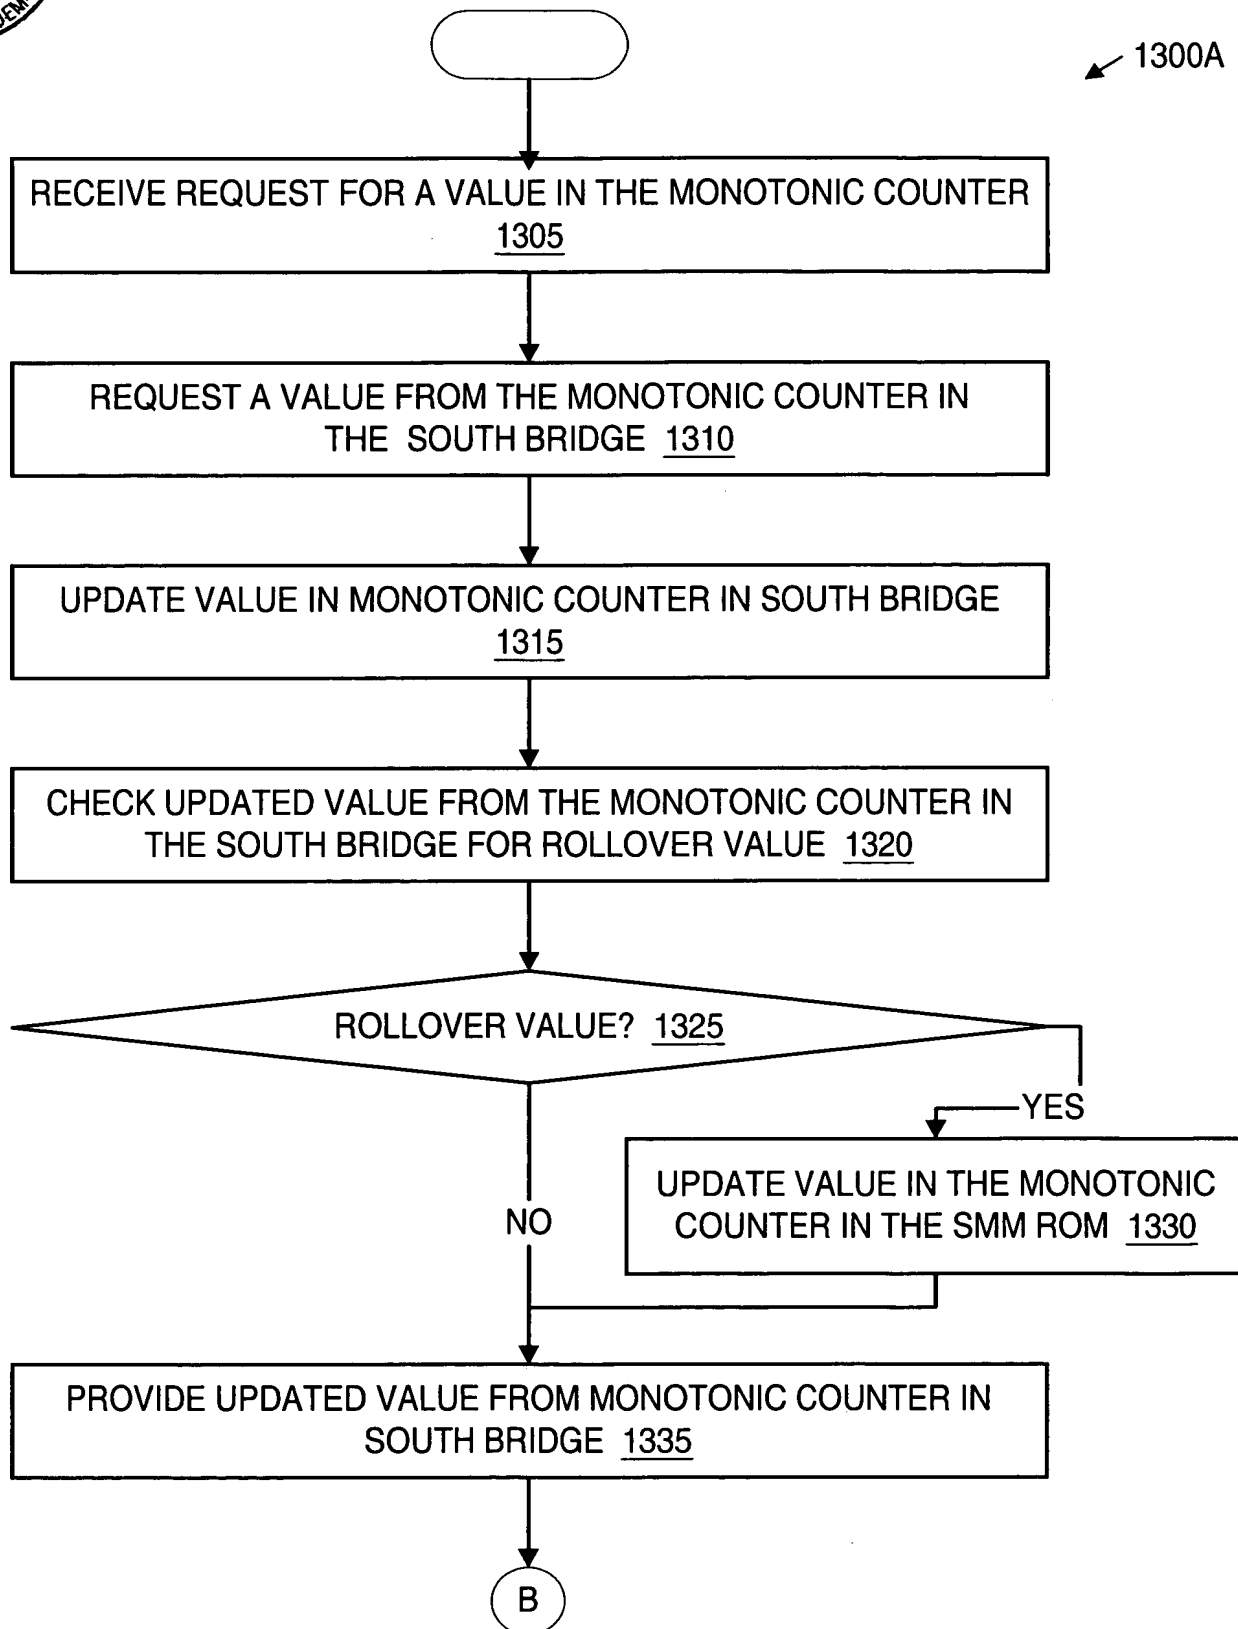 1300A
RECEIVE REQUEST FOR A VALUE IN THE MONOTONIC COUNTER
1305
REQUEST A VALUE FROM THE MONOTONIC COUNTER IN
THE SOUTH BRIDGE 1310
UPDATE VALUE IN MONOTONIC COUNTER IN SOUTH BRIDGE
1315
CHECK UPDATED VALUE FROM THE MONOTONIC COUNTER IN
THE SOUTH BRIDGE FOR ROLLOVER VALUE 1320
ROLLOVER VALUE? 1325
YES
UPDATE VALUE IN THE MONOTONIC
COUNTER IN THE SMM ROM 1330
NO
PROVIDE UPDATED VALUE FROM MONOTONIC COUNTER IN
SOUTH BRIDGE 1335
B